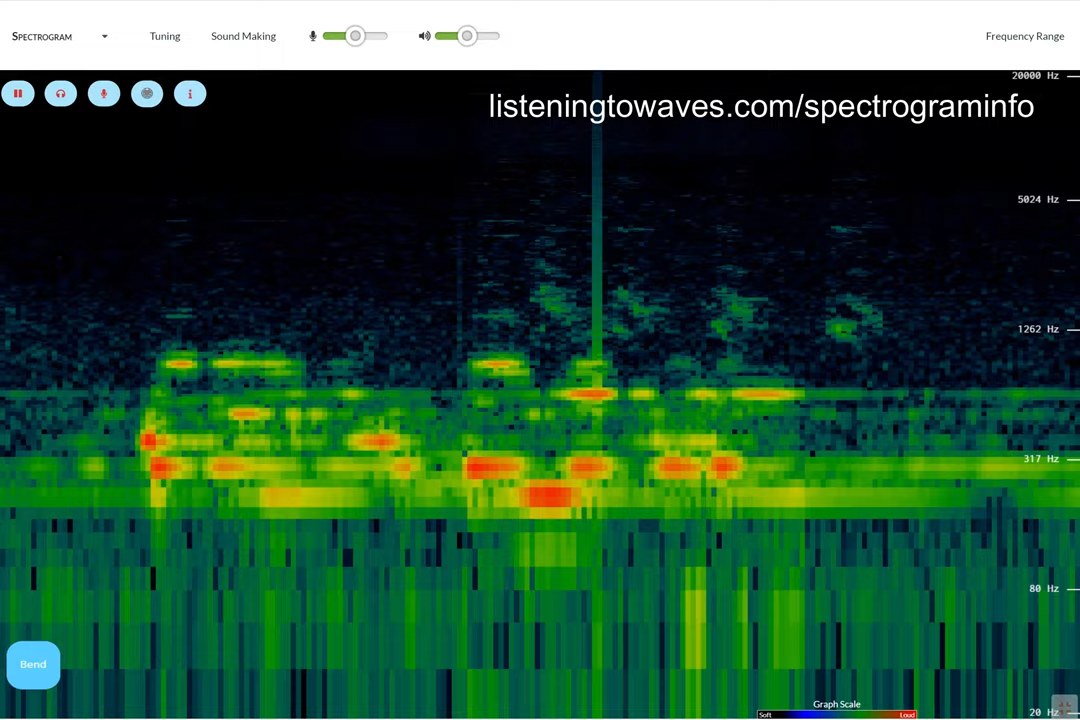 SPECTROGRAM
Tuning
Sound Making
Frequency Range
20000 Hz
listeningtowaves.com/spectrograminfo
5024 Hz
1262 Hz
317 Hz
80 Hz
Bend
Graph Scale
Soft
Loud
20 Hz